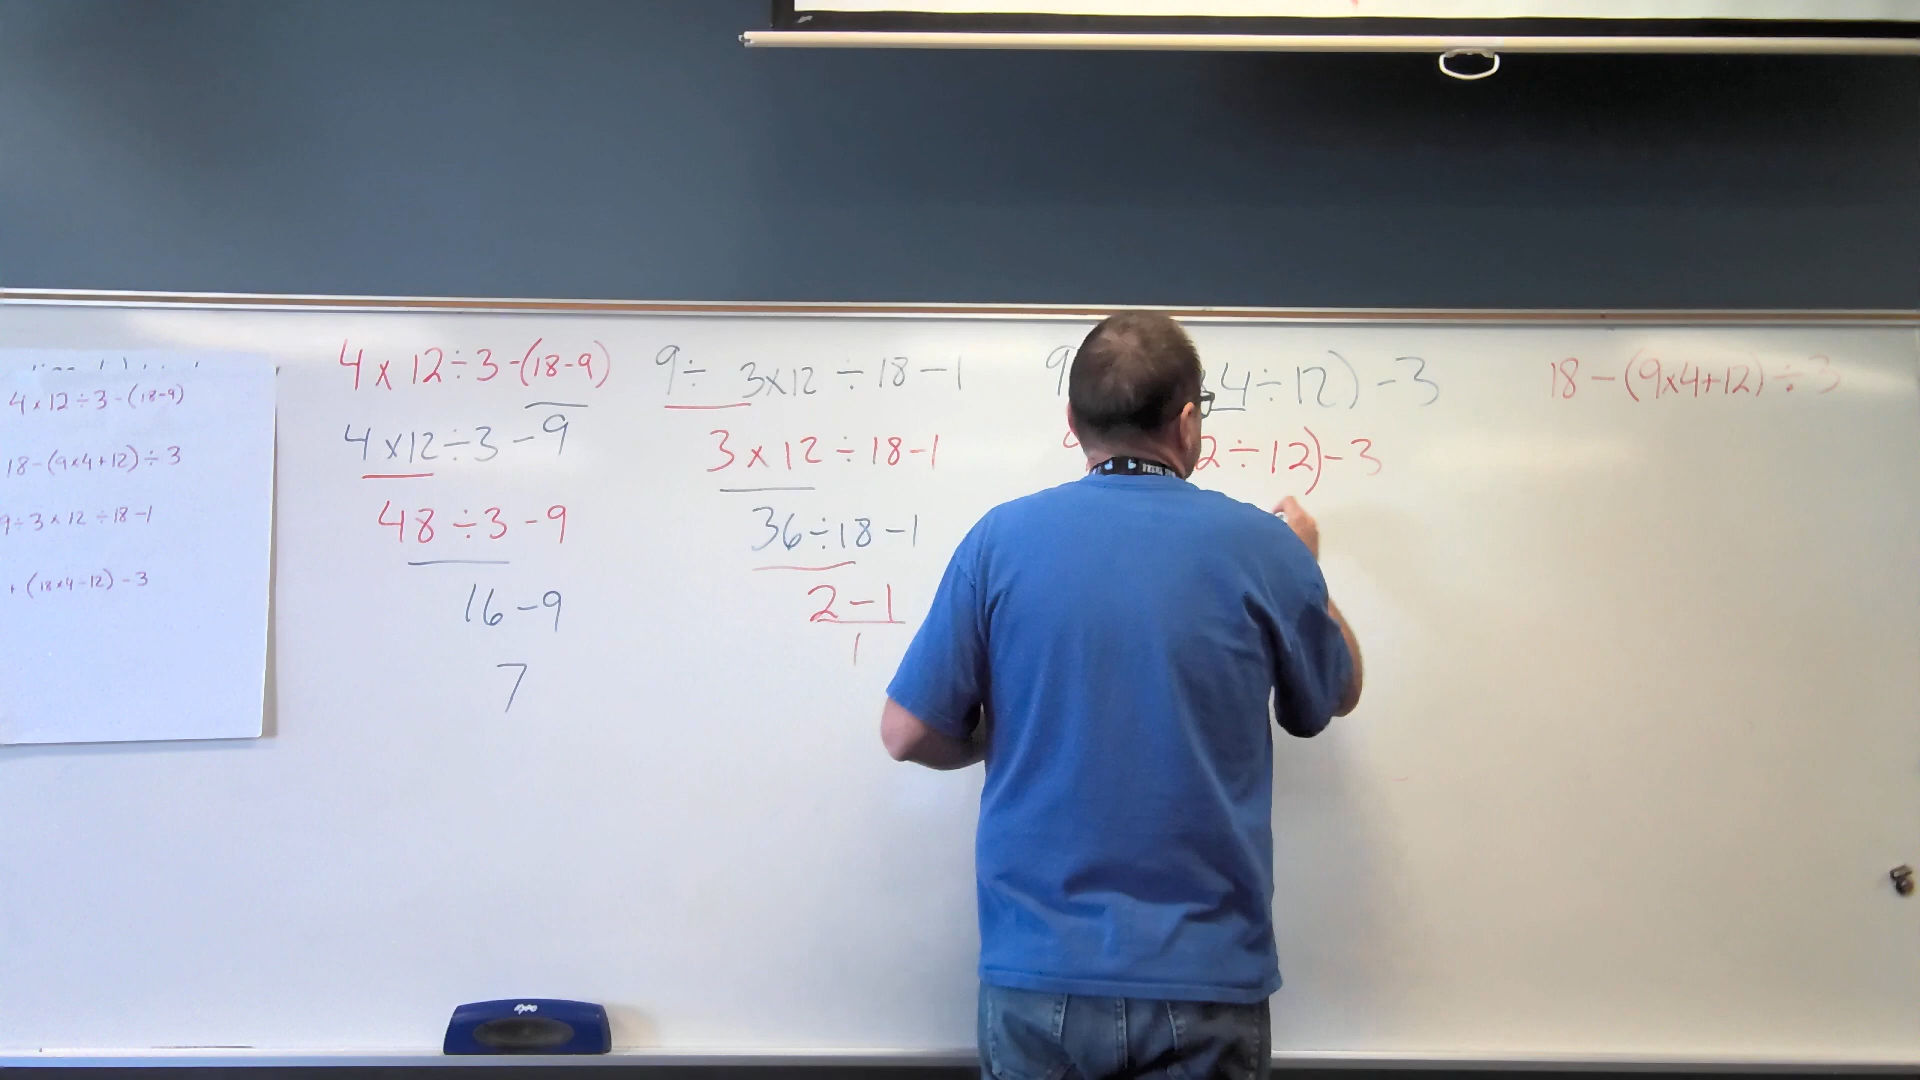 4 x 12 ÷ 3 - (18-9)
18 - (9x4+12) ÷ 3
9 ÷ 3 x 12 ÷ 18 - 1
+ (18x4-12) - 3
4 x 12 ÷ 3 - (18-9)
4 x 12 ÷ 3 - 9
48 ÷ 3 - 9
16 - 9
7
9 ÷ 3x12 ÷ 18 - 1
3 x 12 ÷ 18 - 1
36 ÷ 18 - 1
2 - 1
1
9 4 ÷ 12) - 3
2 ÷ 12) - 3
18 - (9x4+12) ÷ 3
expo